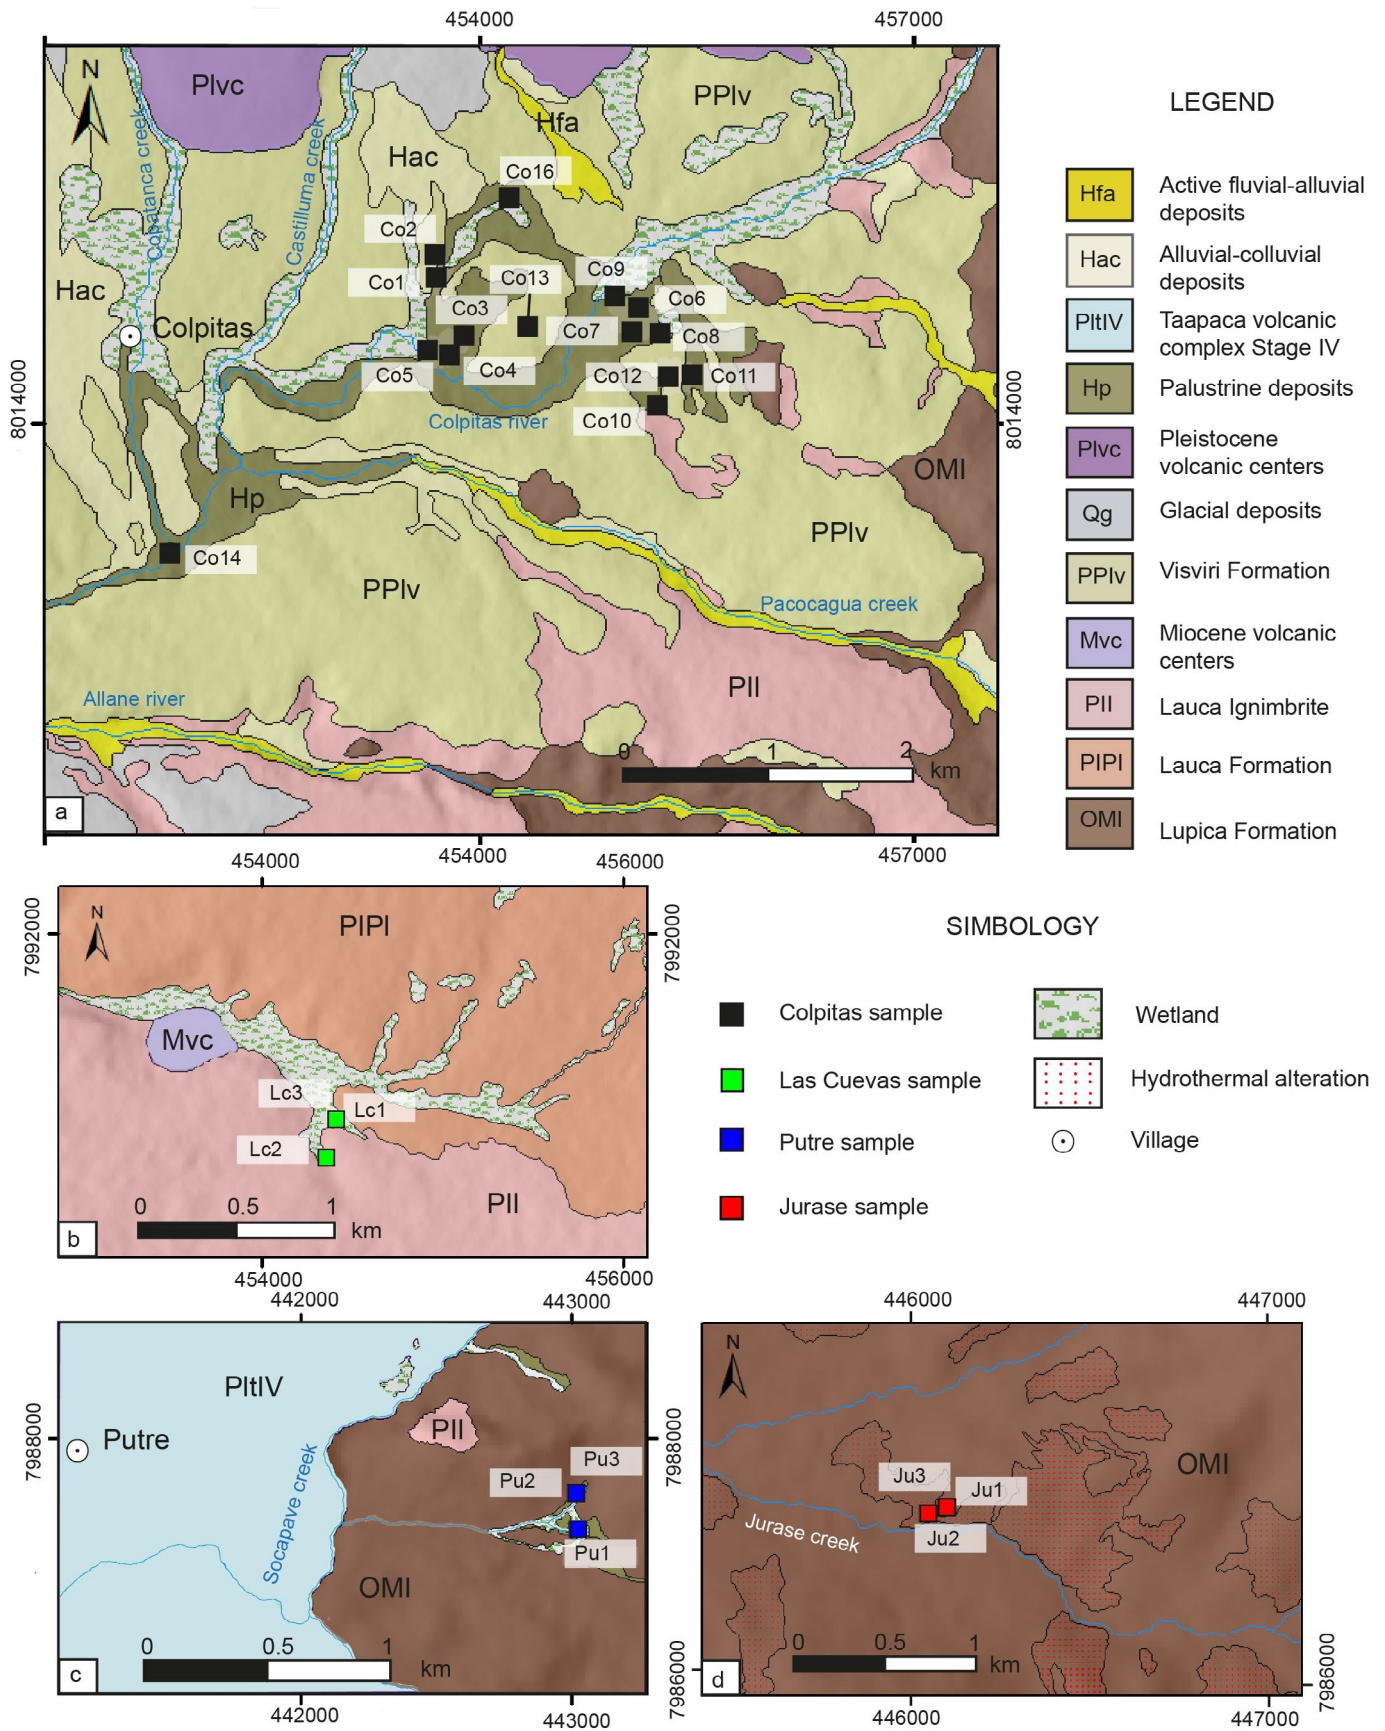 454000
457000
N
Plvc
Copatanca creek
Castilluma creek
Hac
Hfa
PPlv
Co16
Co2
Co1
Co13
Co3
Co9
Co6
Co7
Co8
Co5
Co4
Co12
Co11
Co10
Hac
Colpitas
Colpitas river
8014000
8014000
OMl
Hp
PPlv
Co14
PPlv
Pacocagua creek
Pll
Allane river
0
1
2
km
a
454000
457000
LEGEND
Hfa
Active fluvial-alluvial
deposits
Hac
Alluvial-colluvial
deposits
PltIV
Taapaca volcanic
complex Stage IV
Hp
Palustrine deposits
Plvc
Pleistocene
volcanic centers
Qg
Glacial deposits
PPlv
Visviri Formation
Mvc
Miocene volcanic
centers
Pll
Lauca Ignimbrite
PlPl
Lauca Formation
OMl
Lupica Formation
454000
456000
7992000
7992000
N
PlPl
Mvc
Lc3
Lc1
Lc2
Pll
0
0.5
1
km
b
454000
456000
SIMBOLOGY
Colpitas sample
Las Cuevas sample
Putre sample
Jurase sample
Wetland
Hydrothermal alteration
Village
442000
443000
PltIV
Pll
Putre
7988000
7988000
Pu3
Pu2
Pu1
Socapave creek
OMl
0
0.5
1
km
c
7986000
442000
443000
446000
447000
N
OMl
Ju3
Ju1
Ju2
Jurase creek
0
0.5
1
km
d
7986000
446000
447000